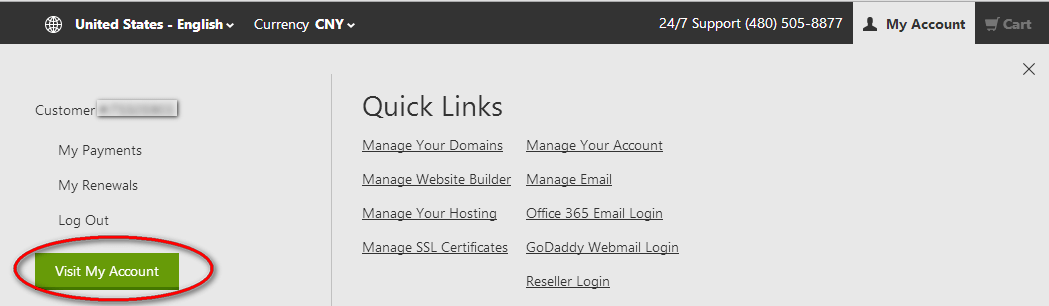 United States - English Currency CNY 24/7 Support (480) 505-8877 My Account Cart
Customer
My Payments
My Renewals
Log Out
Visit My Account
Quick Links
Manage Your Domains
Manage Website Builder
Manage Your Hosting
Manage SSL Certificates
Manage Your Account
Manage Email
Office 365 Email Login
GoDaddy Webmail Login
Reseller Login